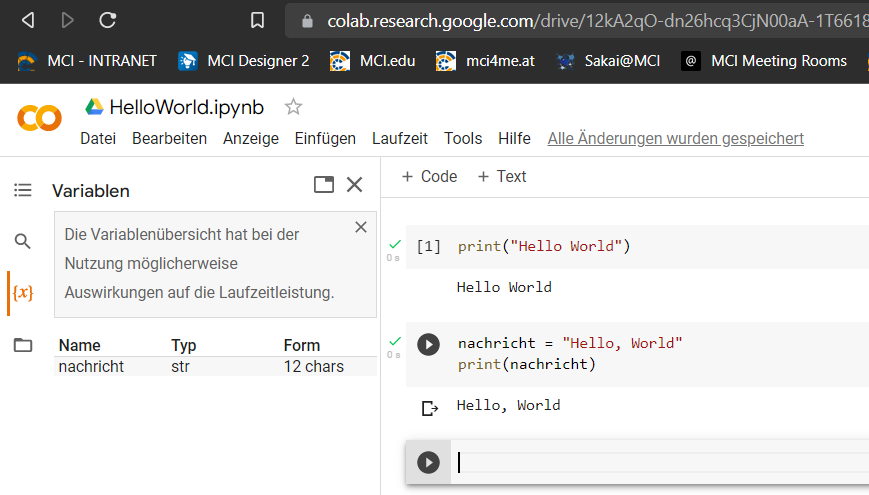 colab.research.google.com/drive/12kA2qO-dn26hcq3CjN00aA-1T6618
MCI - INTRANET MCI Designer 2 MCI.edu mci4me.at Sakai@MCI MCI Meeting Rooms
HelloWorld.ipynb
Datei Bearbeiten Anzeige Einfügen Laufzeit Tools Hilfe Alle Änderungen wurden gespeichert
Variablen
+ Code + Text
Die Variablenübersicht hat bei der
Nutzung möglicherweise
Auswirkungen auf die Laufzeitleistung.
{x}
Name Typ Form
nachricht str 12 chars
0 s
[1] print("Hello World")
Hello World
0 s
nachricht = "Hello, World"
print(nachricht)
Hello, World